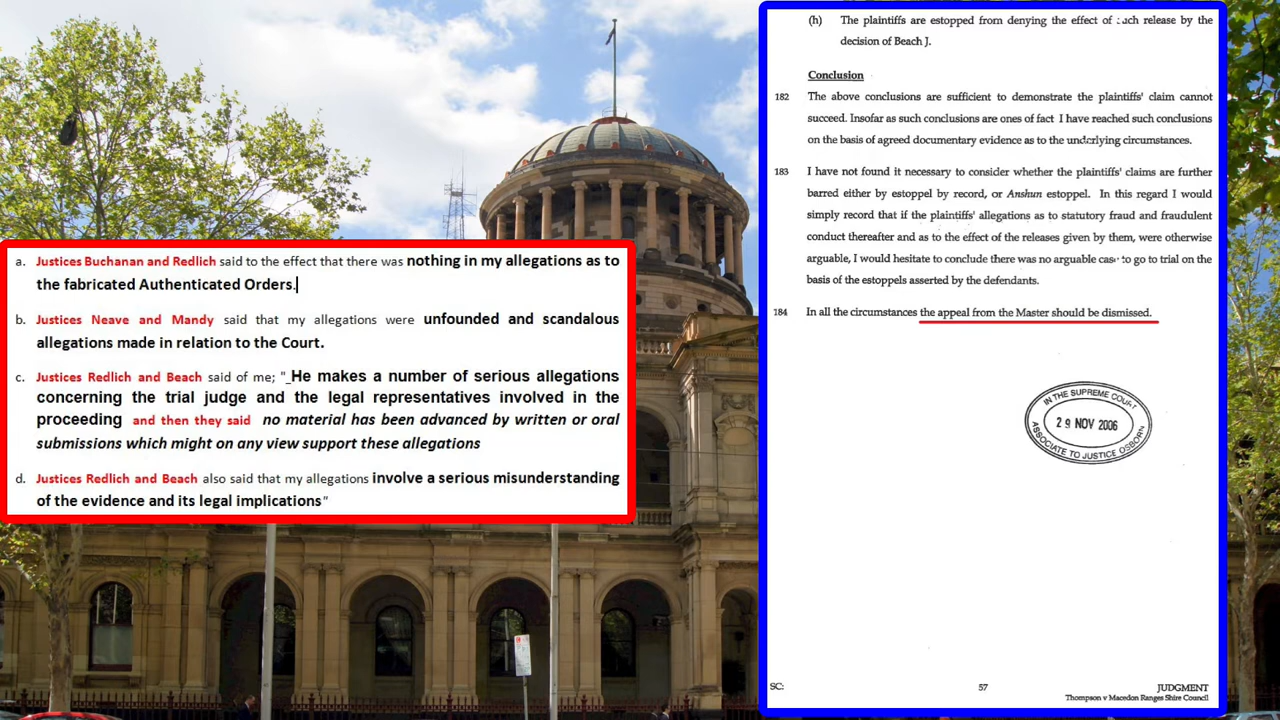 a. Justices Buchanan and Redlich said to the effect that there was nothing in my allegations as to
the fabricated Authenticated Orders.
b. Justices Neave and Mandy said that my allegations were unfounded and scandalous
allegations made in relation to the Court.
c. Justices Redlich and Beach said of me; "_He makes a number of serious allegations
concerning the trial judge and the legal representatives involved in the
proceeding and then they said no material has been advanced by written or oral
submissions which might on any view support these allegations
d. Justices Redlich and Beach also said that my allegations involve a serious misunderstanding
of the evidence and its legal implications"
(h) The plaintiffs are estopped from denying the effect of such release by the
decision of Beach J.
Conclusion
182 The above conclusions are sufficient to demonstrate the plaintiffs' claim cannot
succeed. Insofar as such conclusions are ones of fact I have reached such conclusions
on the basis of agreed documentary evidence as to the underlying circumstances.
183 I have not found it necessary to consider whether the plaintiffs' claims are further
barred either by estoppel by record, or Anshun estoppel. In this regard I would
simply record that if the plaintiffs' allegations as to statutory fraud and fraudulent
conduct thereafter and as to the effect of the releases given by them, were otherwise
arguable, I would hesitate to conclude there was no arguable case to go to trial on the
basis of the estoppels asserted by the defendants.
184 In all the circumstances the appeal from the Master should be dismissed.
IN THE SUPREME COURT
29 NOV 2006
ASSOCIATE TO JUSTICE OSBORN
SC: 57 JUDGMENT
Thompson v Macedon Ranges Shire Council